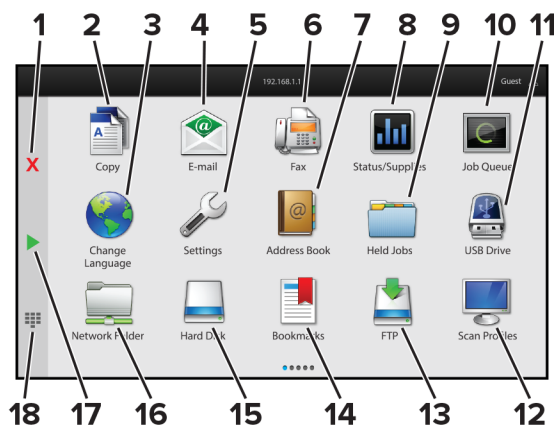 1 2 3 4 5 6 7 8 9 10 11
192.168.1.1 Guest
Copy E-mail Fax Status/Supplies Job Queue
X
Change Language Settings Address Book Held Jobs USB Drive
Network Folder Hard Disk Bookmarks FTP Scan Profiles
18 17 16 15 14 13 12